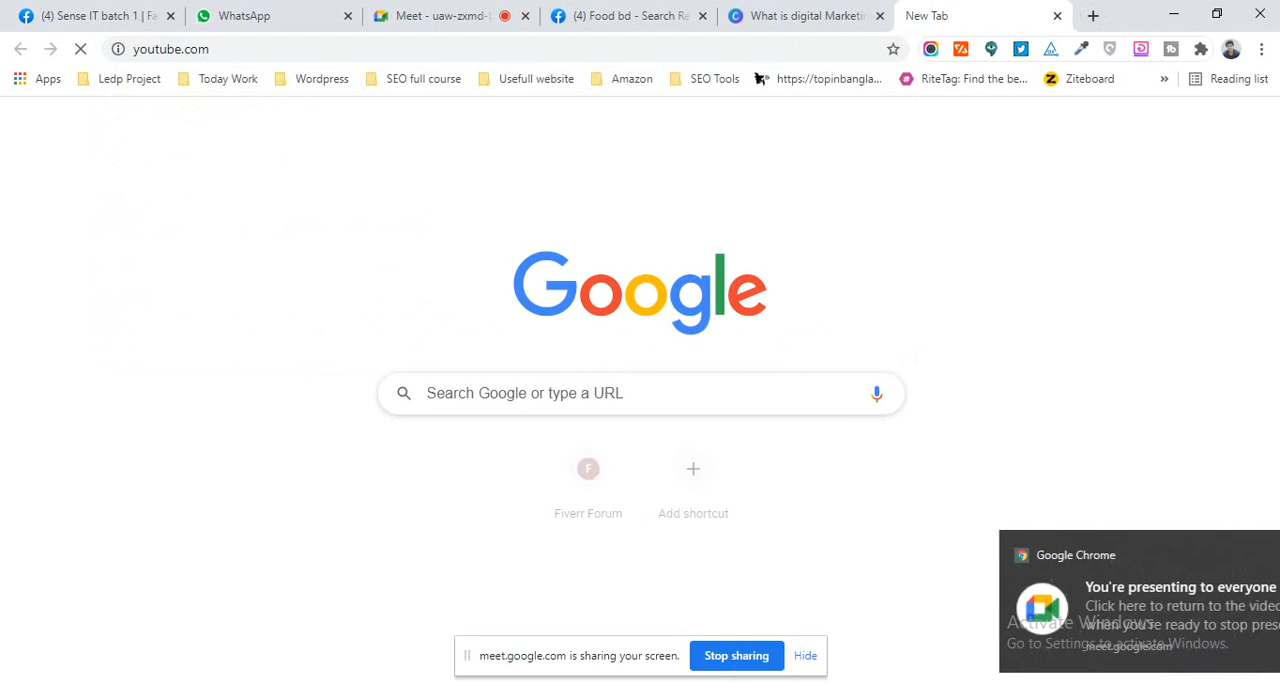 (4) Sense IT batch 1 | Fa
WhatsApp
Meet - uaw-zxmd-t
(4) Food bd - Search Re
What is digital Marketin
New Tab
youtube.com
Apps
Ledp Project
Today Work
Wordpress
SEO full course
Usefull website
Amazon
SEO Tools
https://topinbangla...
RiteTag: Find the be...
Ziteboard
»
Reading list
Google
Search Google or type a URL
F
Fiverr Forum
Add shortcut
Google Chrome
You're presenting to everyone
Click here to return to the video
when you're ready to stop prese
meet.google.com
Activate Windows
Go to Settings to activate Windows.
meet.google.com is sharing your screen.
Stop sharing
Hide